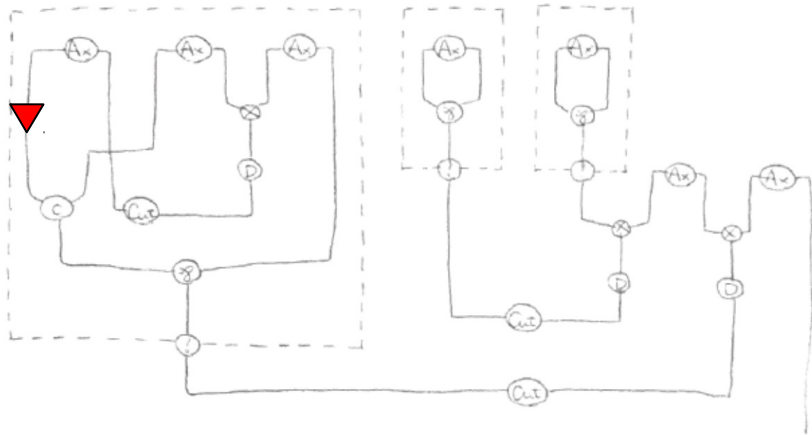 Ax Ax Ax Ax Ax
⊗ ⅋ ⅋
D ! ! Ax Ax
C Cut ⊗ ⊗
⅋ D D
! Cut
Cut